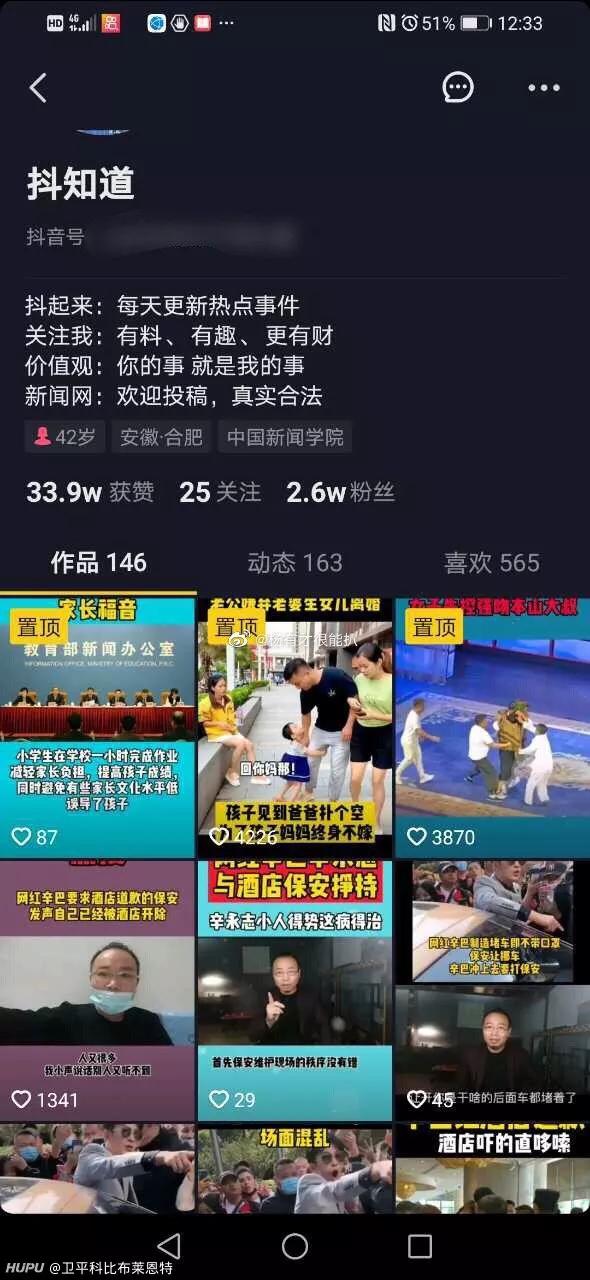 HD 4G 51% 12:33
抖知道
抖音号
抖起来：每天更新热点事件
关注我：有料、有趣、更有财
价值观：你的事 就是我的事
新闻网：欢迎投稿，真实合法
42岁 安徽·合肥 中国新闻学院
33.9w 获赞 25 关注 2.6w 粉丝
作品 146 动态 163 喜欢 565
家长福音
置顶
教育部新闻办公室
INFORMATION OFFICE, MINISTRY OF EDUCATION, P.R.C.
小学生在学校一小时完成作业
减轻家长负担，提高孩子成绩，
同时避免有些家长文化水平低
误导了孩子
87
老公嫌弃老婆生女儿离婚
置顶
@杨有才很能扒
回你妈那！
孩子见到爸爸扑个空
妈妈终身不嫁
4226
本山大叔
置顶
3870
网红辛巴要求酒店道歉的保安
发声自己已经被酒店开除
人又很多
我小声说话别人又听不到
1341
与酒店保安挣持
辛永志小人得势这病得治
首先保安维护现场的秩序没有错
29
网红辛巴制造堵车即不带口罩
保安让挪车
辛巴冲上去要打保安
干啥的后面车都堵着了
45
场面混乱
酒店吓的直哆嗦
HUPU @卫平科比布莱恩特